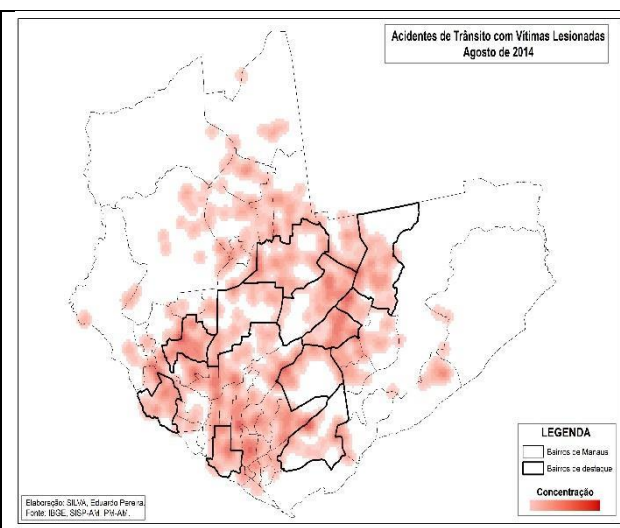 Acidentes de Trânsito com Vítimas Lesionadas
Agosto de 2014
LEGENDA
Bairros de Manaus
Bairros de destaque
Concentração
Elaboração: SILVA, Eduardo Pereira.
Fonte: IBGE, SISP-AM, PM-AM.